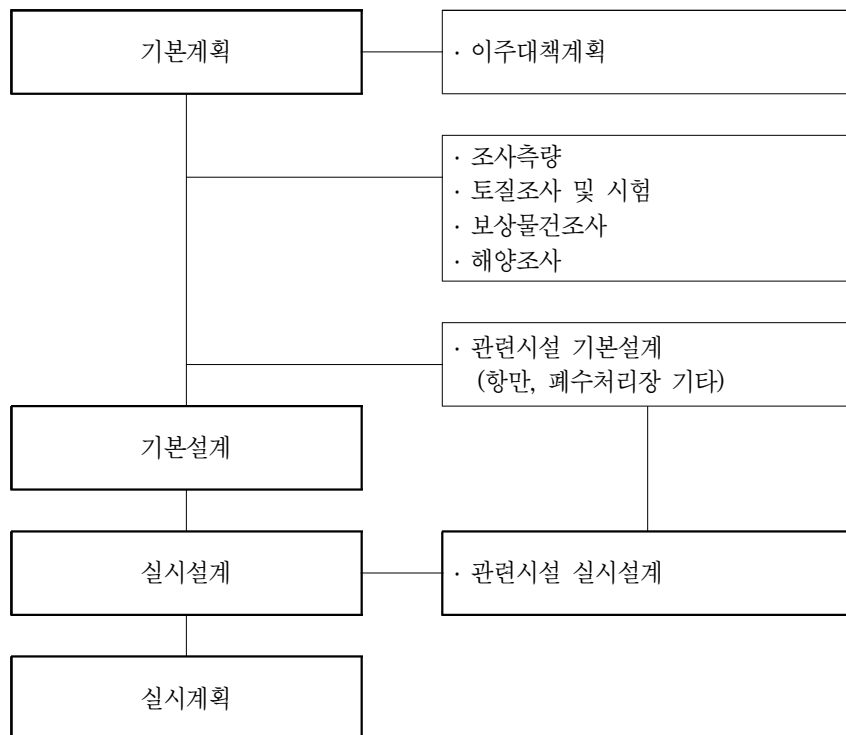 기본계획
· 이주대책계획
· 조사측량
· 토질조사 및 시험
· 보상물건조사
· 해양조사
· 관련시설 기본설계
(항만, 폐수처리장 기타)
기본설계
실시설계
· 관련시설 실시설계
실시계획